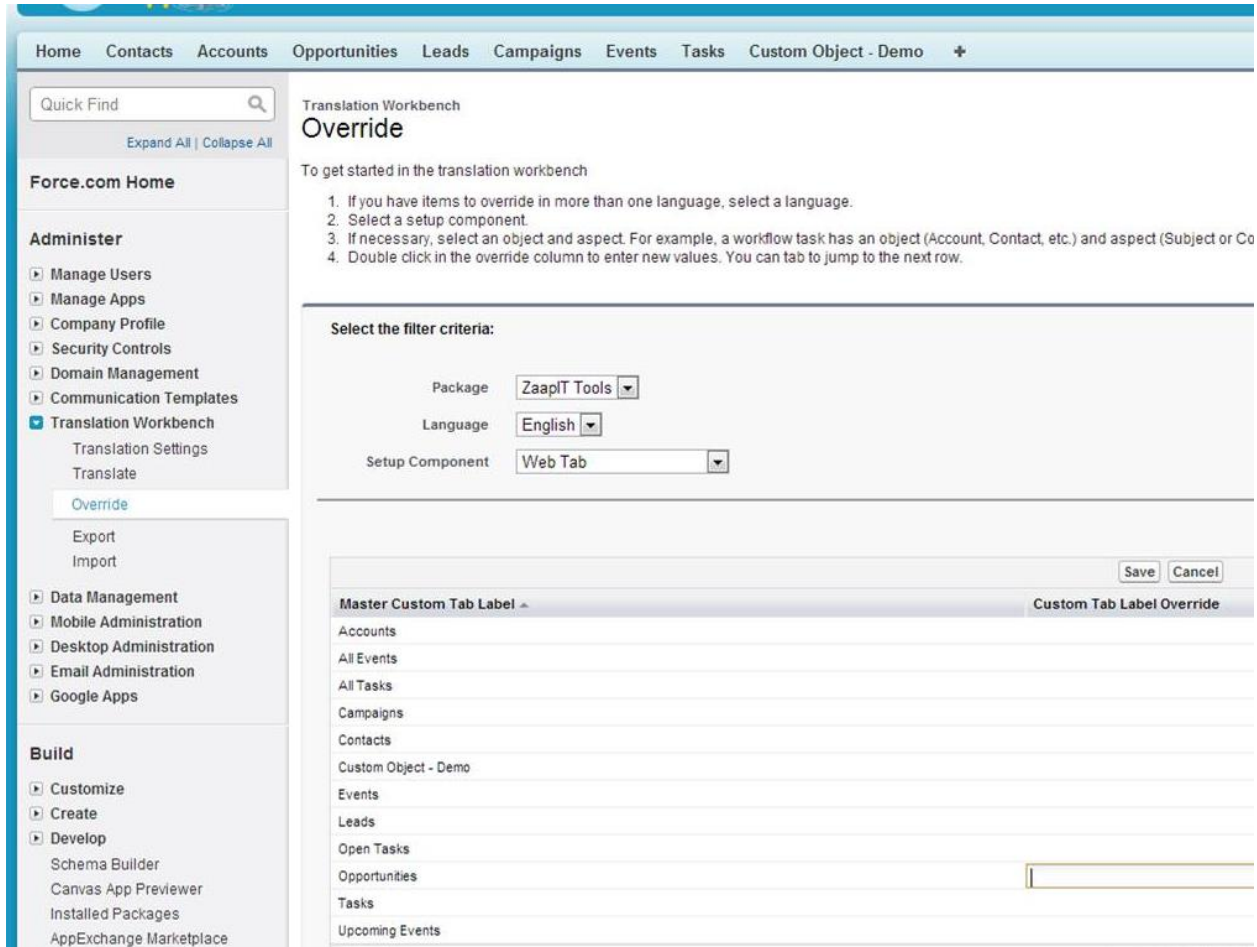 Home Contacts Accounts Opportunities Leads Campaigns Events Tasks Custom Object - Demo +
Quick Find
Expand All | Collapse All
Force.com Home
Administer
Manage Users
Manage Apps
Company Profile
Security Controls
Domain Management
Communication Templates
Translation Workbench
Translation Settings
Translate
Override
Export
Import
Data Management
Mobile Administration
Desktop Administration
Email Administration
Google Apps
Build
Customize
Create
Develop
Schema Builder
Canvas App Previewer
Installed Packages
AppExchange Marketplace
Translation Workbench
Override
To get started in the translation workbench
1. If you have items to override in more than one language, select a language.
2. Select a setup component.
3. If necessary, select an object and aspect. For example, a workflow task has an object (Account, Contact, etc.) and aspect (Subject or Co
4. Double click in the override column to enter new values. You can tab to jump to the next row.
Select the filter criteria:
Package ZaapIT Tools
Language English
Setup Component Web Tab
Save Cancel
Master Custom Tab Label Custom Tab Label Override
Accounts
All Events
All Tasks
Campaigns
Contacts
Custom Object - Demo
Events
Leads
Open Tasks
Opportunities
Tasks
Upcoming Events